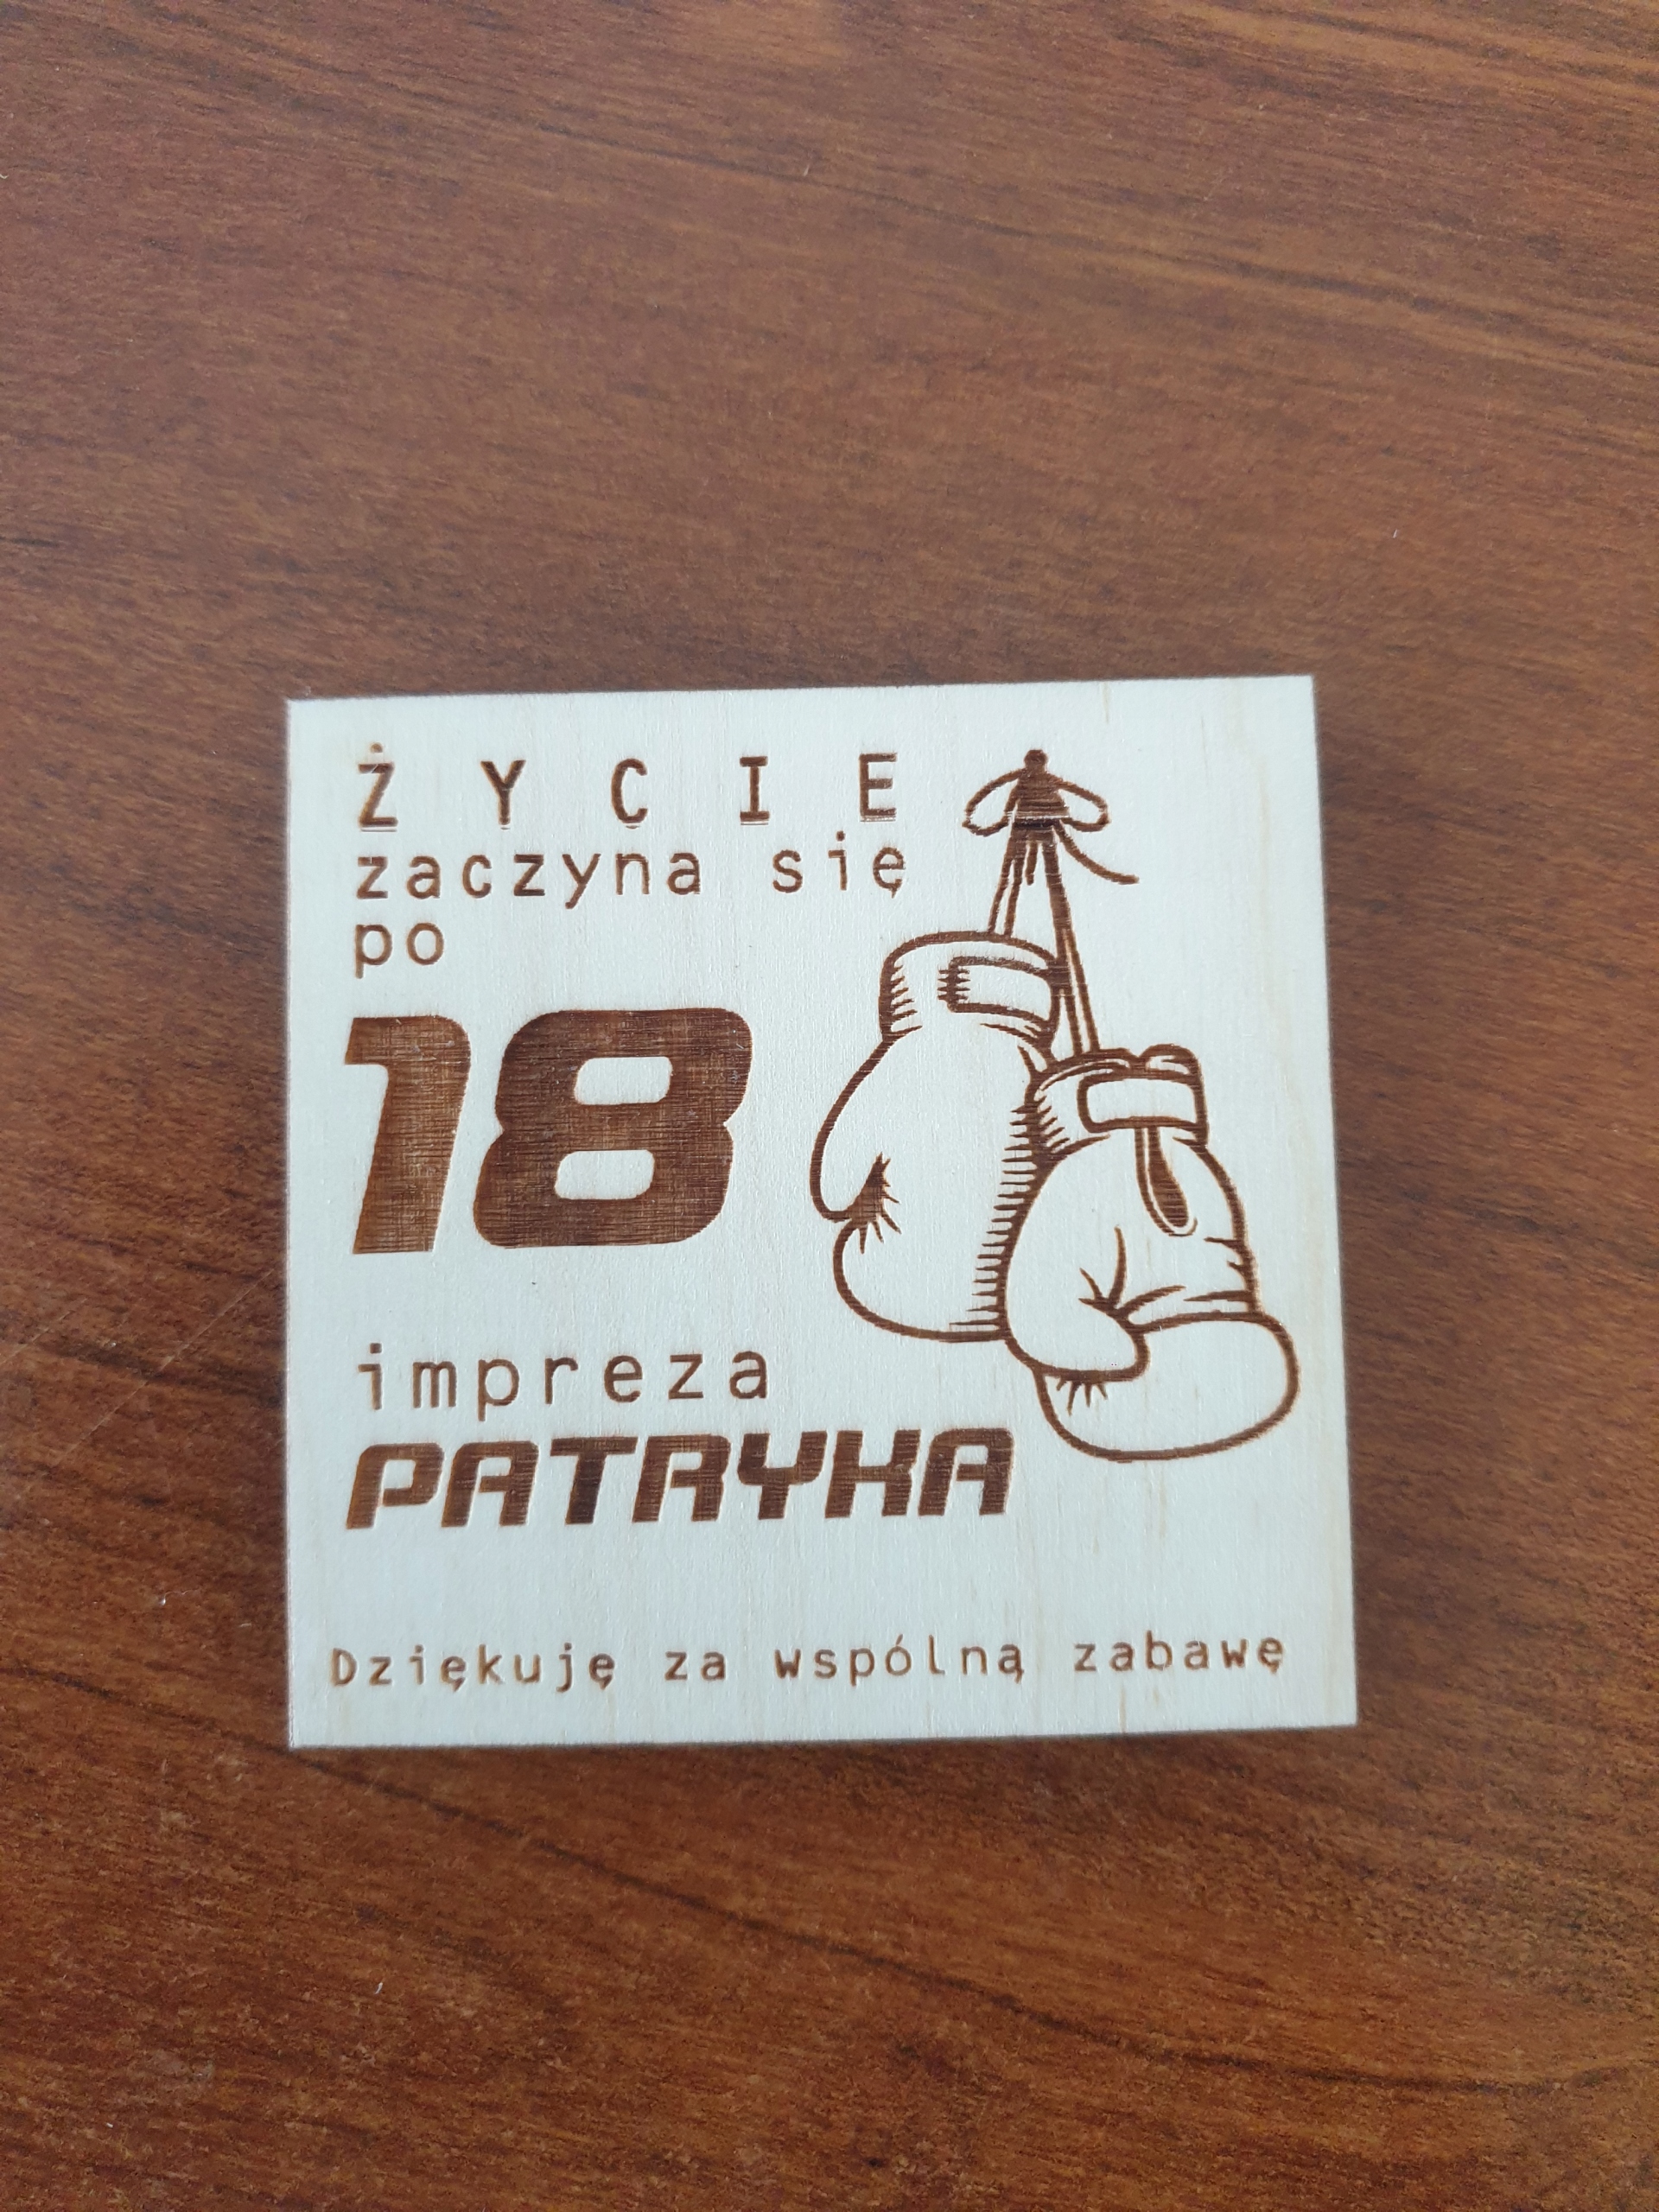 ŻYCIE
zaczyna się
po
18
impreza
PATRYKA
Dziękuję za wspólną zabawę